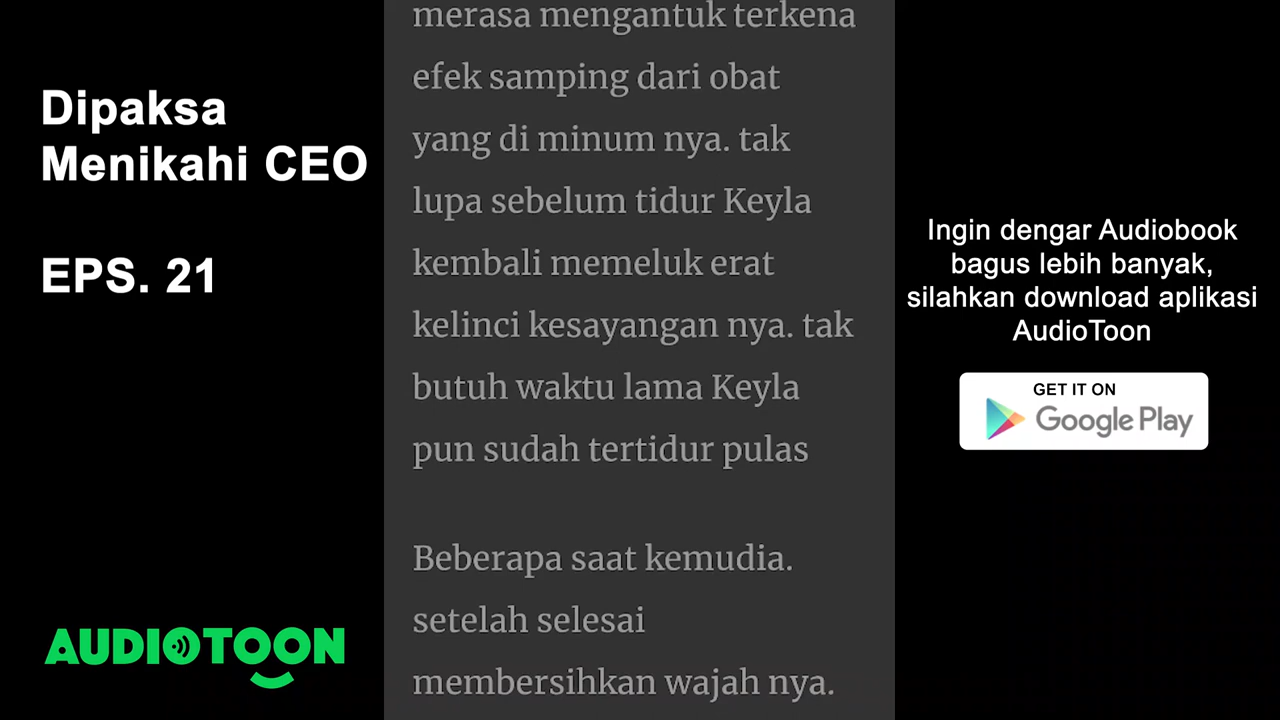 Dipaksa
Menikahi CEO
EPS. 21
AUDIOTOON
merasa mengantuk terkena
efek samping dari obat
yang di minum nya. tak
lupa sebelum tidur Keyla
kembali memeluk erat
kelinci kesayangan nya. tak
butuh waktu lama Keyla
pun sudah tertidur pulas
Beberapa saat kemudia.
setelah selesai
membersihkan wajah nya.
Ingin dengar Audiobook
bagus lebih banyak,
silahkan download aplikasi
AudioToon
GET IT ON
Google Play